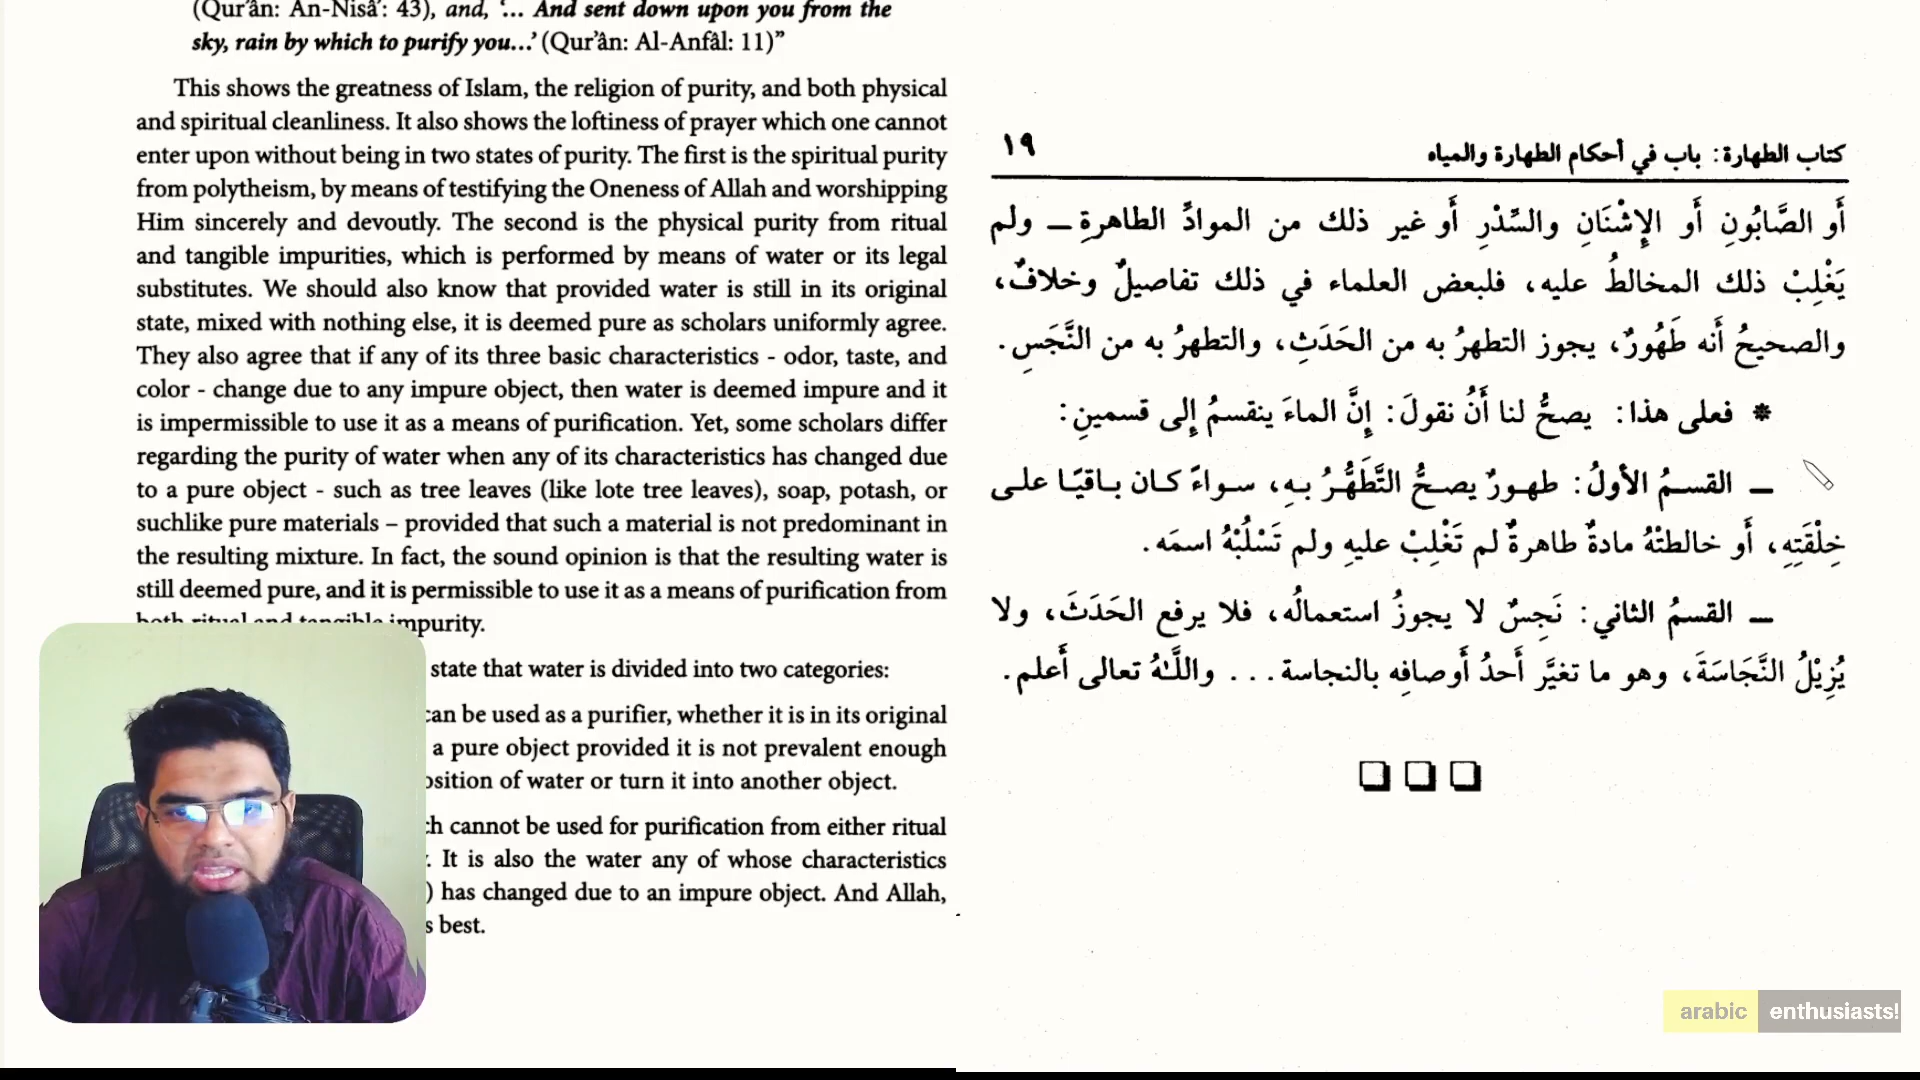 (Qur’ân: An-Nisâ’: 43), and, ‘... And sent down upon you from the
sky, rain by which to purify you...’ (Qur’ân: Al-Anfâl: 11)”
This shows the greatness of Islam, the religion of purity, and both physical
and spiritual cleanliness. It also shows the loftiness of prayer which one cannot
enter upon without being in two states of purity. The first is the spiritual purity
from polytheism, by means of testifying the Oneness of Allah and worshipping
Him sincerely and devoutly. The second is the physical purity from ritual
and tangible impurities, which is performed by means of water or its legal
substitutes. We should also know that provided water is still in its original
state, mixed with nothing else, it is deemed pure as scholars uniformly agree.
They also agree that if any of its three basic characteristics - odor, taste, and
color - change due to any impure object, then water is deemed impure and it
is impermissible to use it as a means of purification. Yet, some scholars differ
regarding the purity of water when any of its characteristics has changed due
to a pure object - such as tree leaves (like lote tree leaves), soap, potash, or
suchlike pure materials – provided that such a material is not predominant in
the resulting mixture. In fact, the sound opinion is that the resulting water is
still deemed pure, and it is permissible to use it as a means of purification from
both ritual and tangible impurity.
state that water is divided into two categories:
can be used as a purifier, whether it is in its original
a pure object provided it is not prevalent enough
osition of water or turn it into another object.
ch cannot be used for purification from either ritual
. It is also the water any of whose characteristics
) has changed due to an impure object. And Allah,
s best.
كتاب الطهارة: باب في أحكام الطهارة والمياه ١٩
أَو الصَّابُونِ أَو الإِشْنَانِ والسِّدْرِ أَو غير ذلك من الموادِّ الطاهرةِ ــ ولم
يَغْلِبْ ذلك المخالطُ عليه، فلبعض العلماء في ذلك تفاصيلٌ وخلافٌ،
والصحيحُ أَنه طَهُورٌ، يجوز التطهرُ به من الحَدَثِ، والتطهرُ به من النَّجَسِ.
* فعلى هذا: يصحُّ لنا أَنْ نقولَ: إِنَّ الماءَ ينقسمُ إِلى قسمينِ:
ــ القسمُ الأولُ: طهورٌ يصحُّ التَّطَهُّرُ بهِ، سواءً كان باقيًا على
خِلْقَتِهِ، أَو خالطتْهُ مادةٌ طاهرةٌ لم تَغْلِبْ عليهِ ولم تَسْلُبْهُ اسمَه.
ــ القسمُ الثاني: نَجِسٌ لا يجوزُ استعمالُه، فلا يرفع الحَدَثَ، ولا
يُزِيْلُ النَّجَاسَةَ، وهو ما تغيَّر أَحدُ أَوصافِه بالنجاسة... واللَّهُ تعالى أَعلم.
arabic enthusiasts!